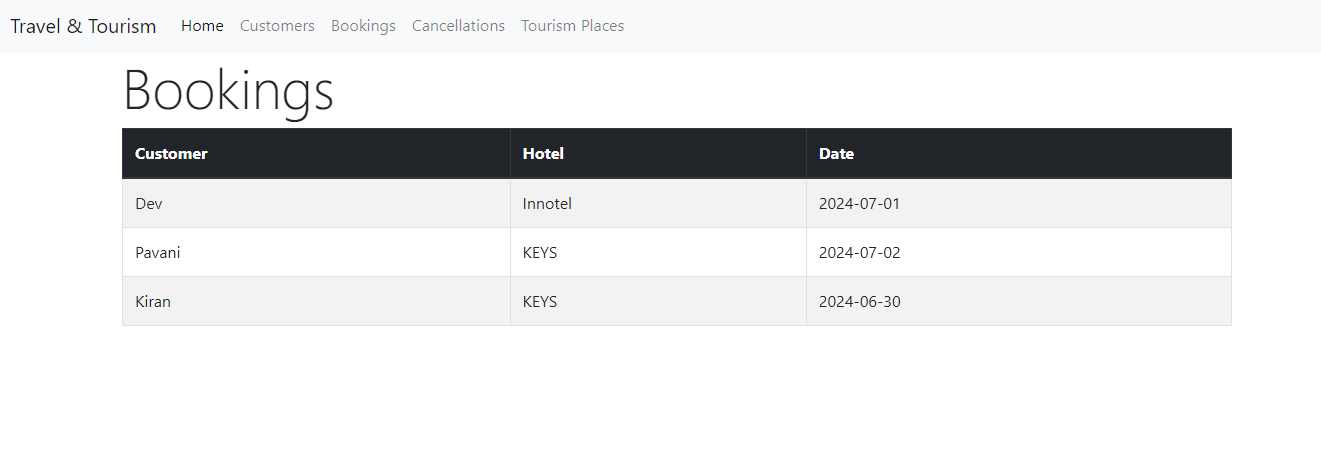 Travel & Tourism Home Customers Bookings Cancellations Tourism Places
Bookings
Customer Hotel Date
Dev Innotel 2024-07-01
Pavani KEYS 2024-07-02
Kiran KEYS 2024-06-30